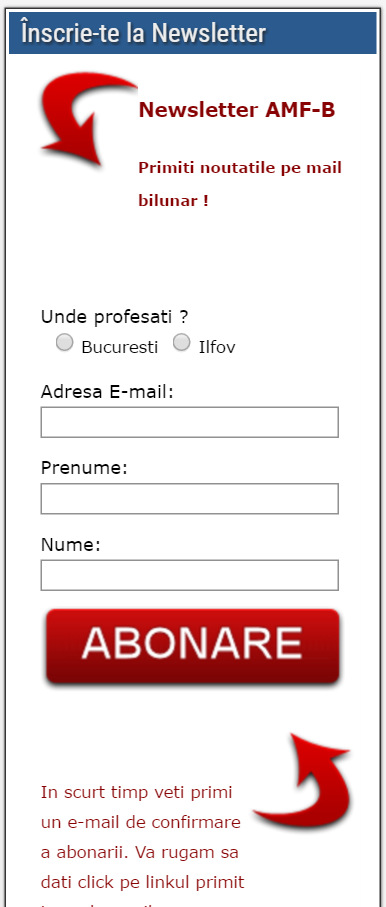 Înscrie-te la Newsletter
Newsletter AMF-B
Primiti noutatile pe mail
bilunar !
Unde profesati ?
Bucuresti Ilfov
Adresa E-mail:
Prenume:
Nume:
ABONARE
In scurt timp veti primi
un e-mail de confirmare
a abonarii. Va rugam sa
dati click pe linkul primit